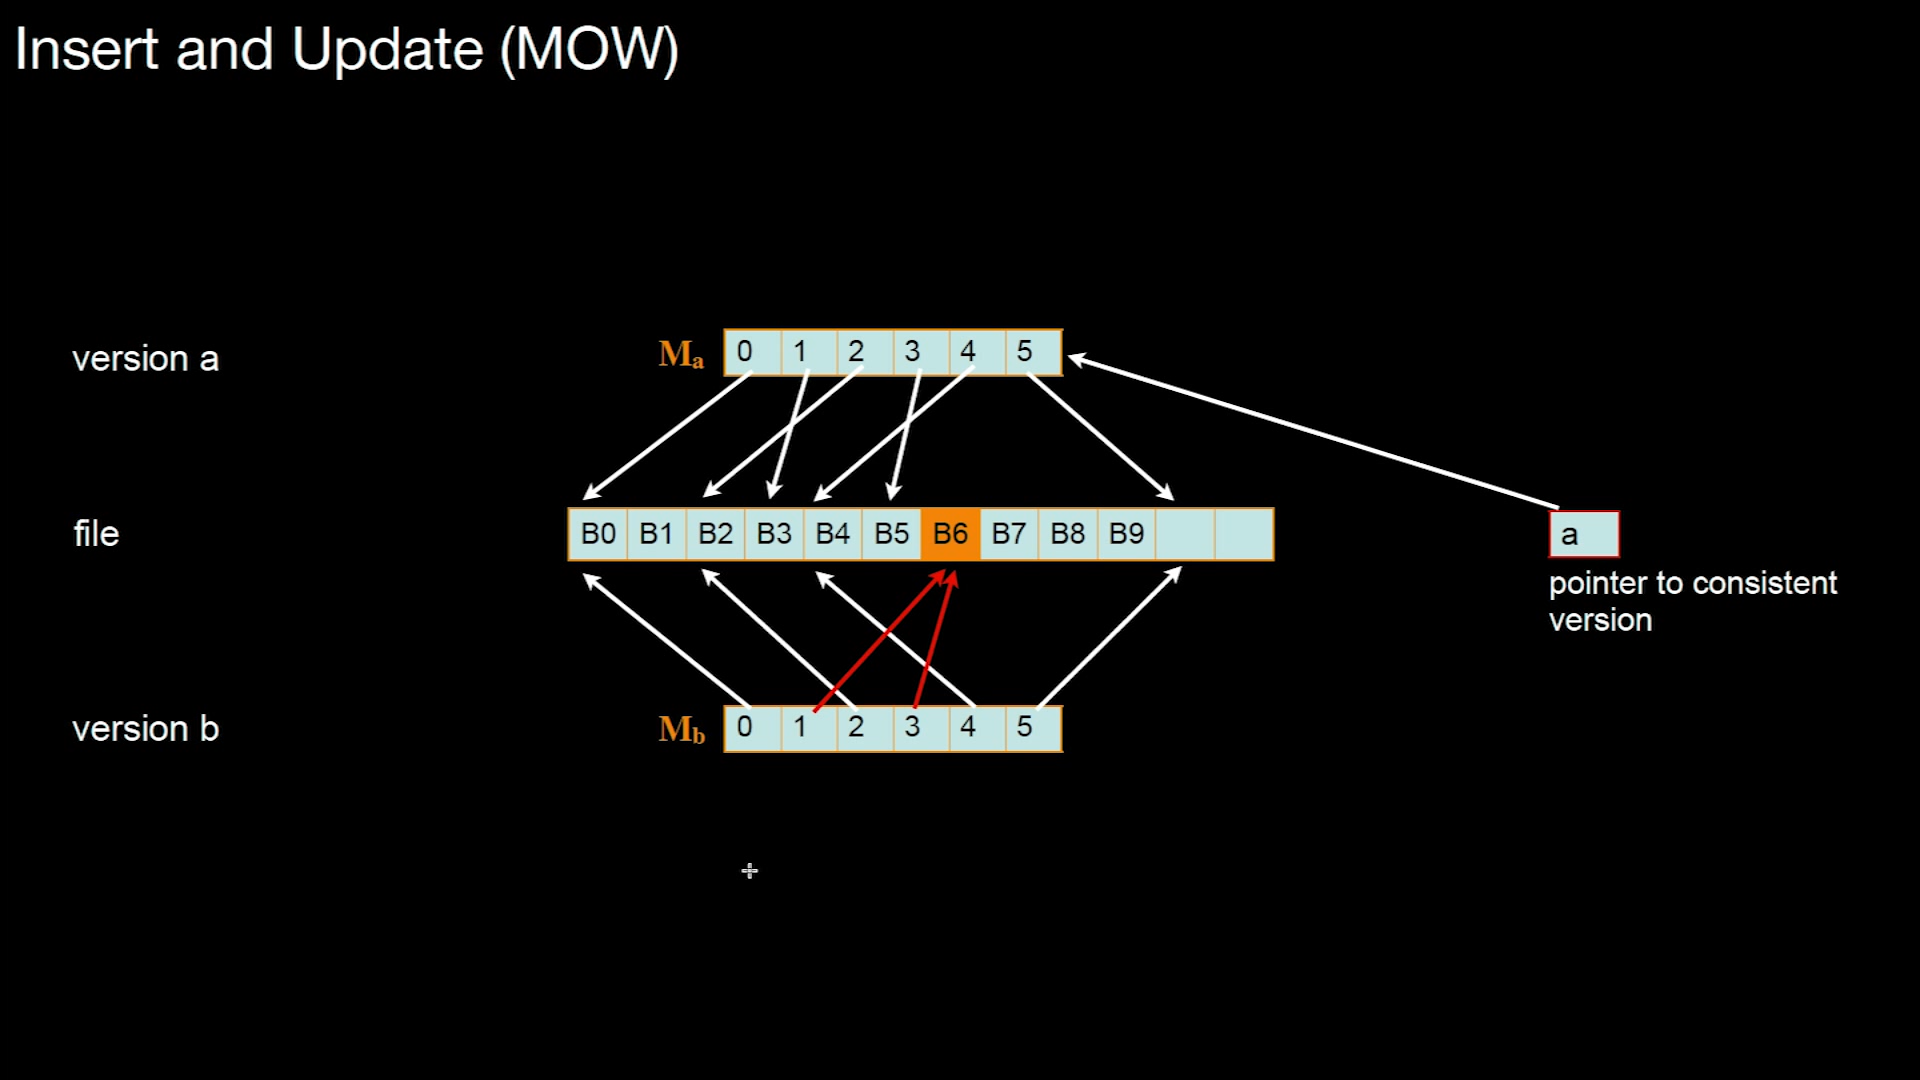 Insert and Update (MOW)
version a
Ma 0 1 2 3 4 5
file
B0 B1 B2 B3 B4 B5 B6 B7 B8 B9
a
pointer to consistent
version
version b
Mb 0 1 2 3 4 5